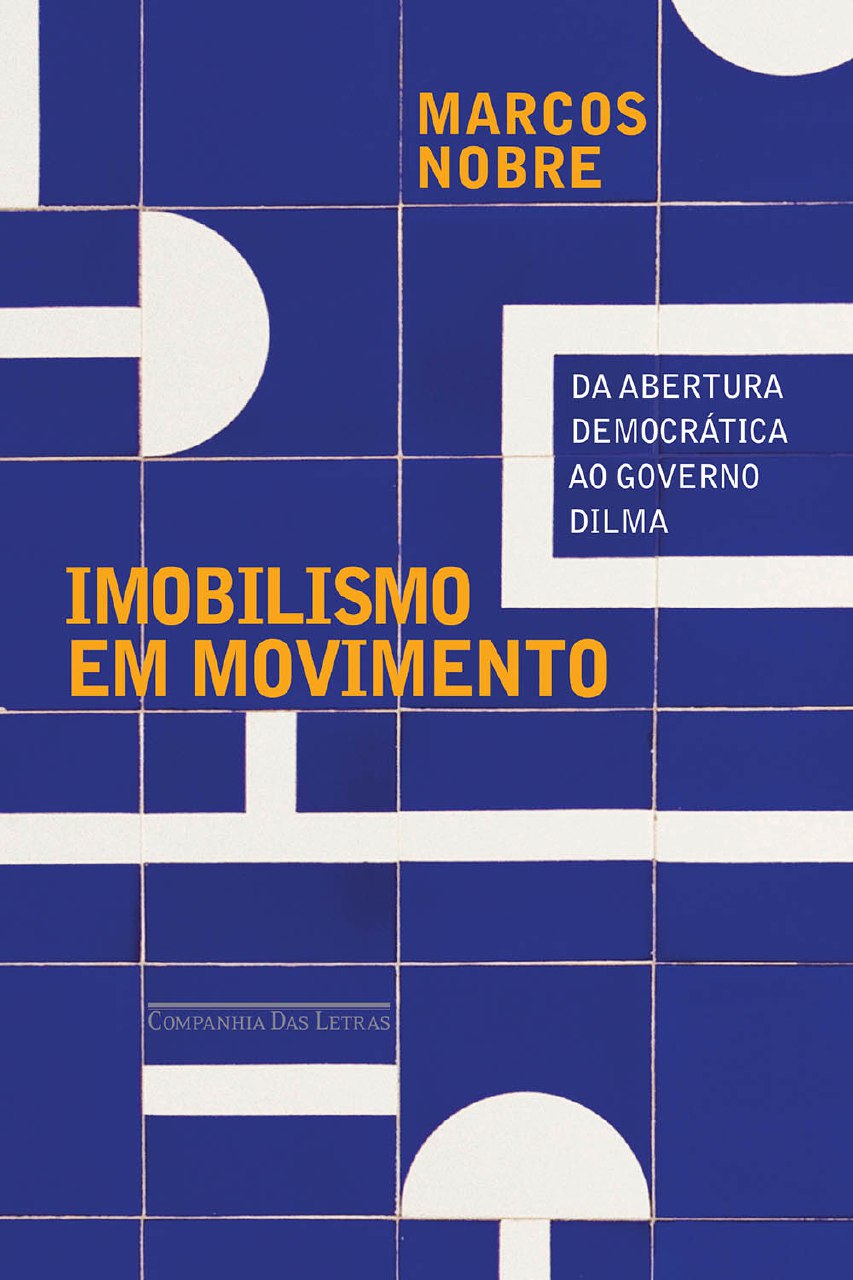 MARCOS
NOBRE
DA ABERTURA
DEMOCRÁTICA
AO GOVERNO
DILMA
IMOBILISMO
EM MOVIMENTO
COMPANHIA DAS LETRAS